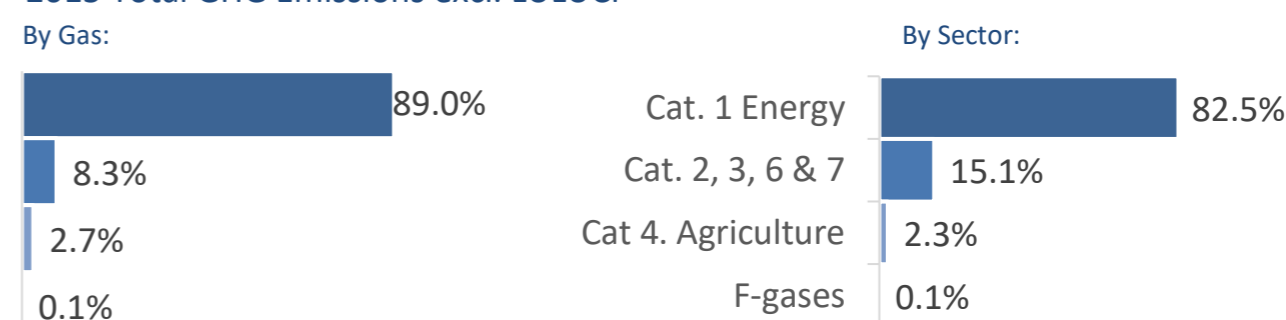 By Gas:
89.0%
8.3%
2.7%
0.1%
By Sector:
Cat. 1 Energy 82.5%
Cat. 2, 3, 6 & 7 15.1%
Cat 4. Agriculture 2.3%
F-gases 0.1%